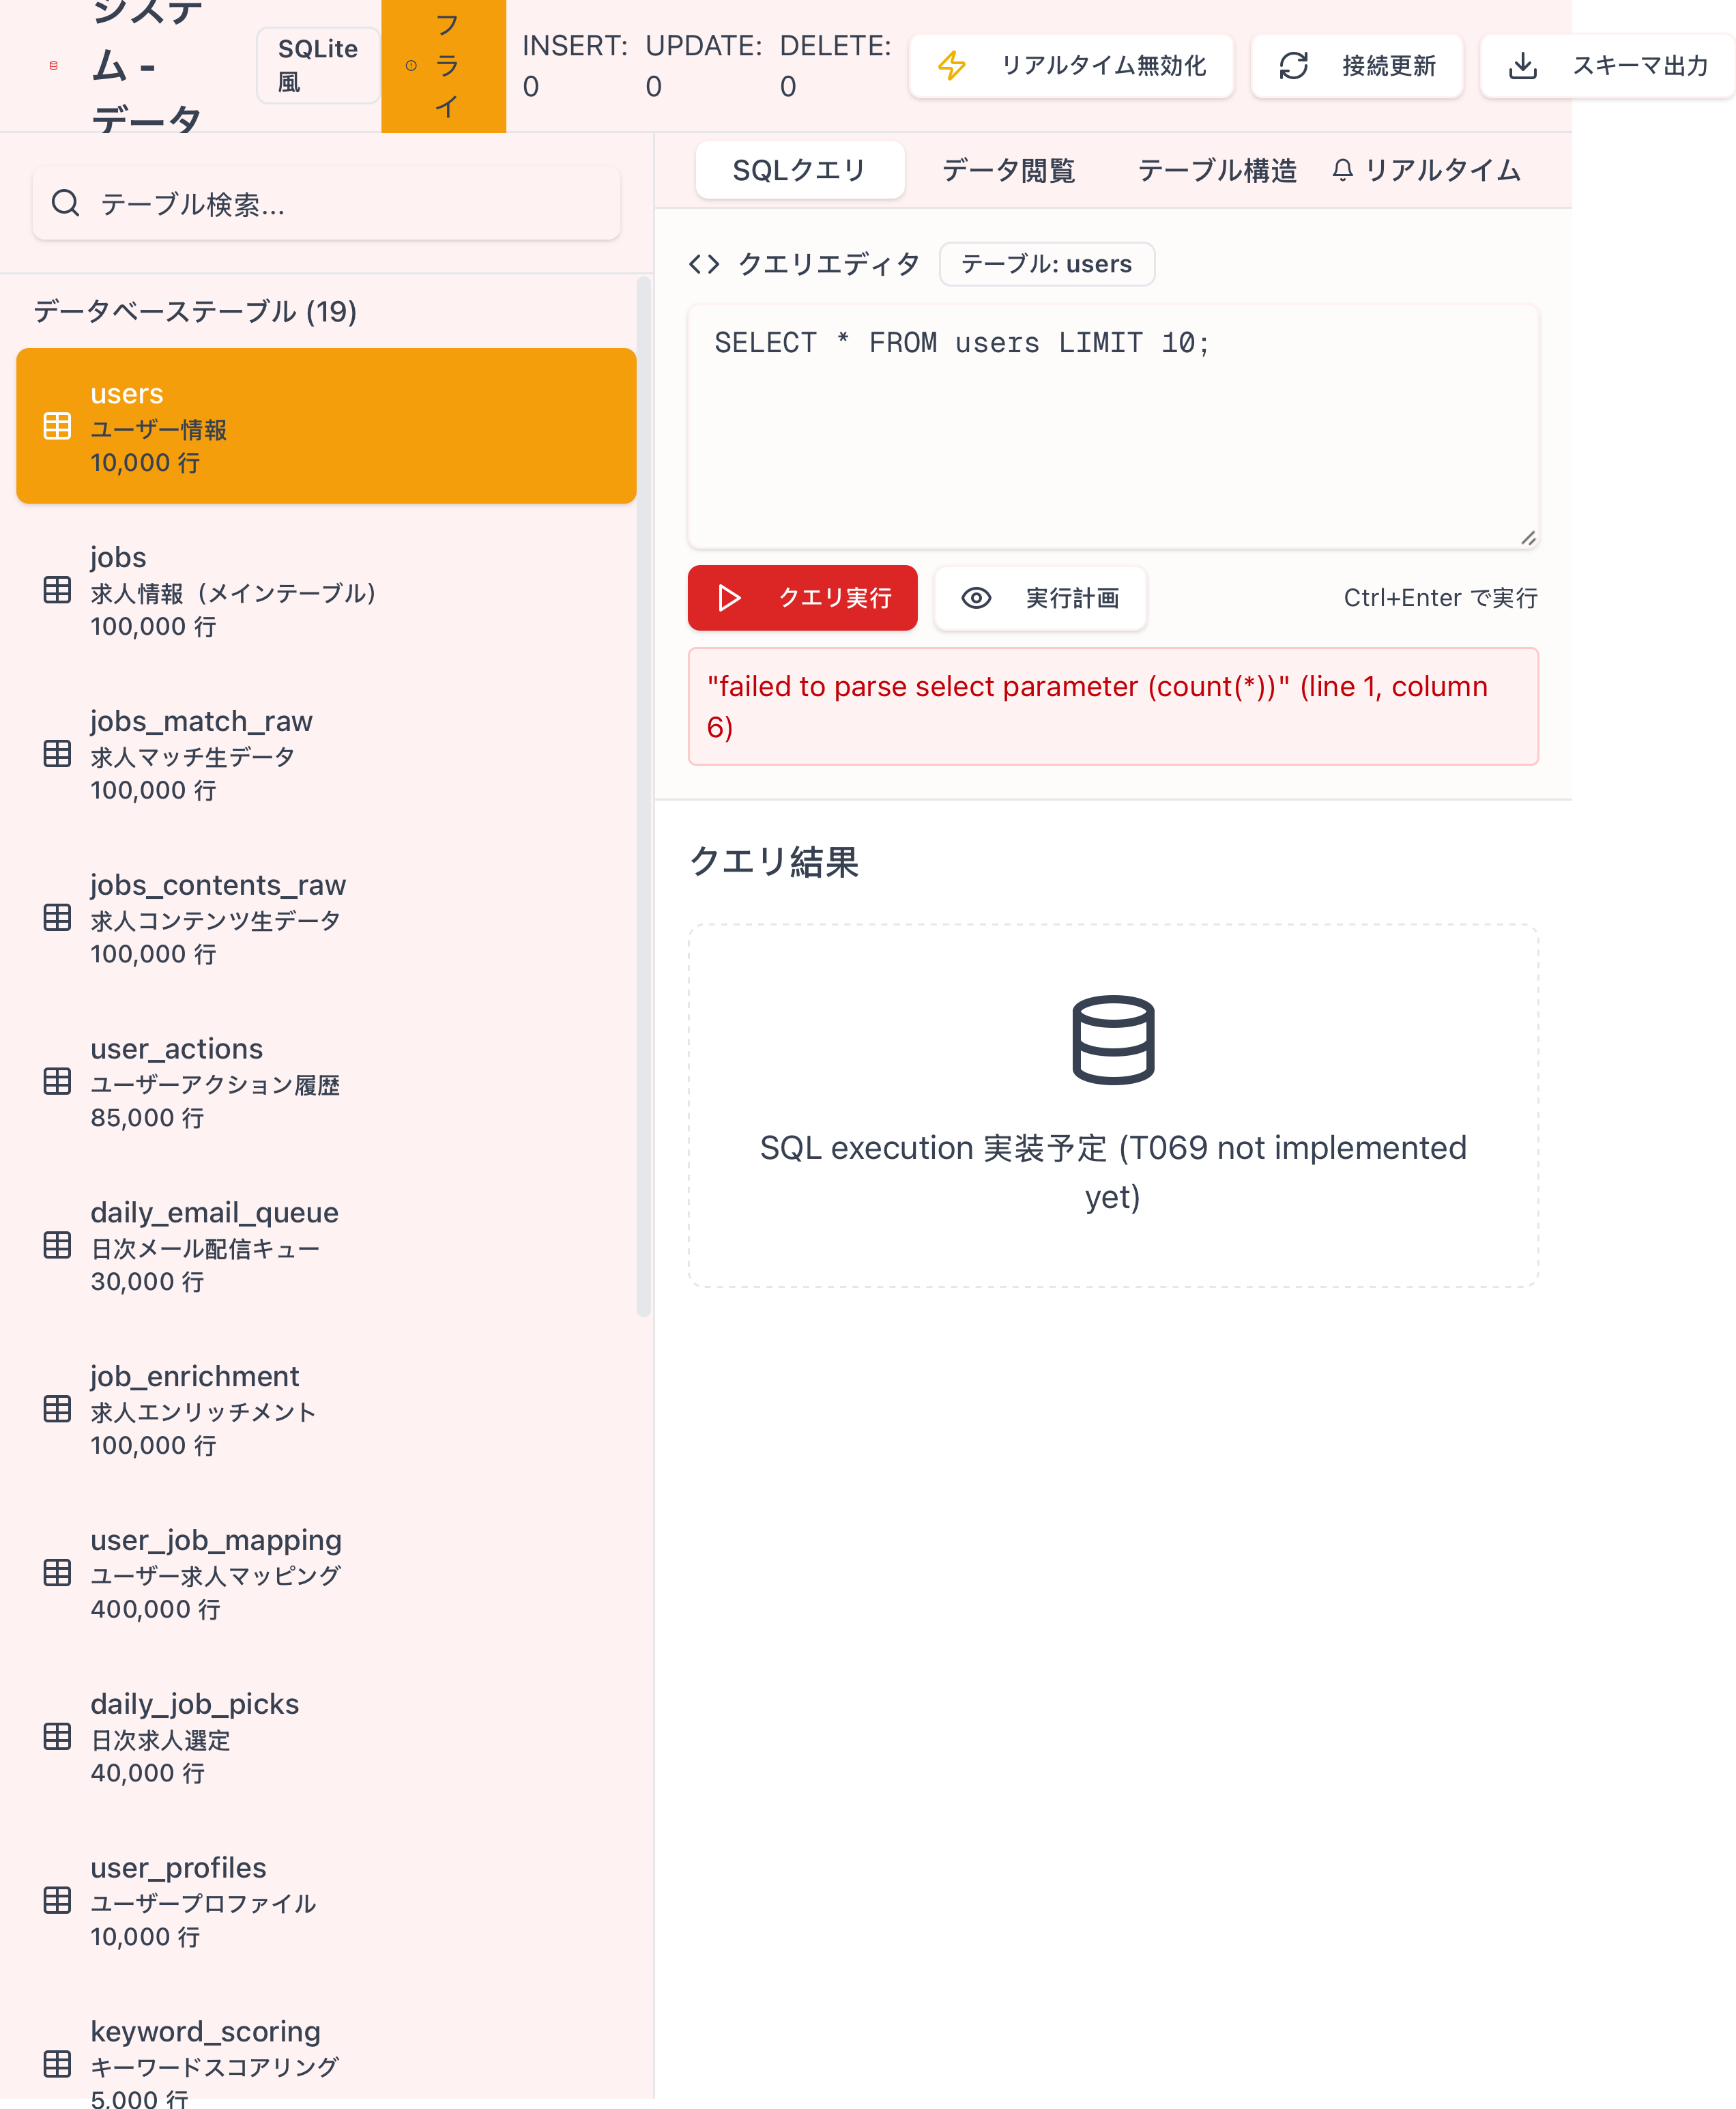 システ
ム -
データ
SQLite
風
フ
ラ
イ
INSERT:
0
UPDATE:
0
DELETE:
0
リアルタイム無効化
接続更新
スキーマ出力
テーブル検索...
データベーステーブル (19)
users
ユーザー情報
10,000 行
jobs
求人情報（メインテーブル）
100,000 行
jobs_match_raw
求人マッチ生データ
100,000 行
jobs_contents_raw
求人コンテンツ生データ
100,000 行
user_actions
ユーザーアクション履歴
85,000 行
daily_email_queue
日次メール配信キュー
30,000 行
job_enrichment
求人エンリッチメント
100,000 行
user_job_mapping
ユーザー求人マッピング
400,000 行
daily_job_picks
日次求人選定
40,000 行
user_profiles
ユーザープロファイル
10,000 行
keyword_scoring
キーワードスコアリング
5,000 行
SQLクエリ
データ閲覧
テーブル構造
リアルタイム
クエリエディタ
テーブル: users
SELECT * FROM users LIMIT 10;
クエリ実行
実行計画
Ctrl+Enter で実行
"failed to parse select parameter (count(*))" (line 1, column
6)
クエリ結果
SQL execution 実装予定 (T069 not implemented
yet)